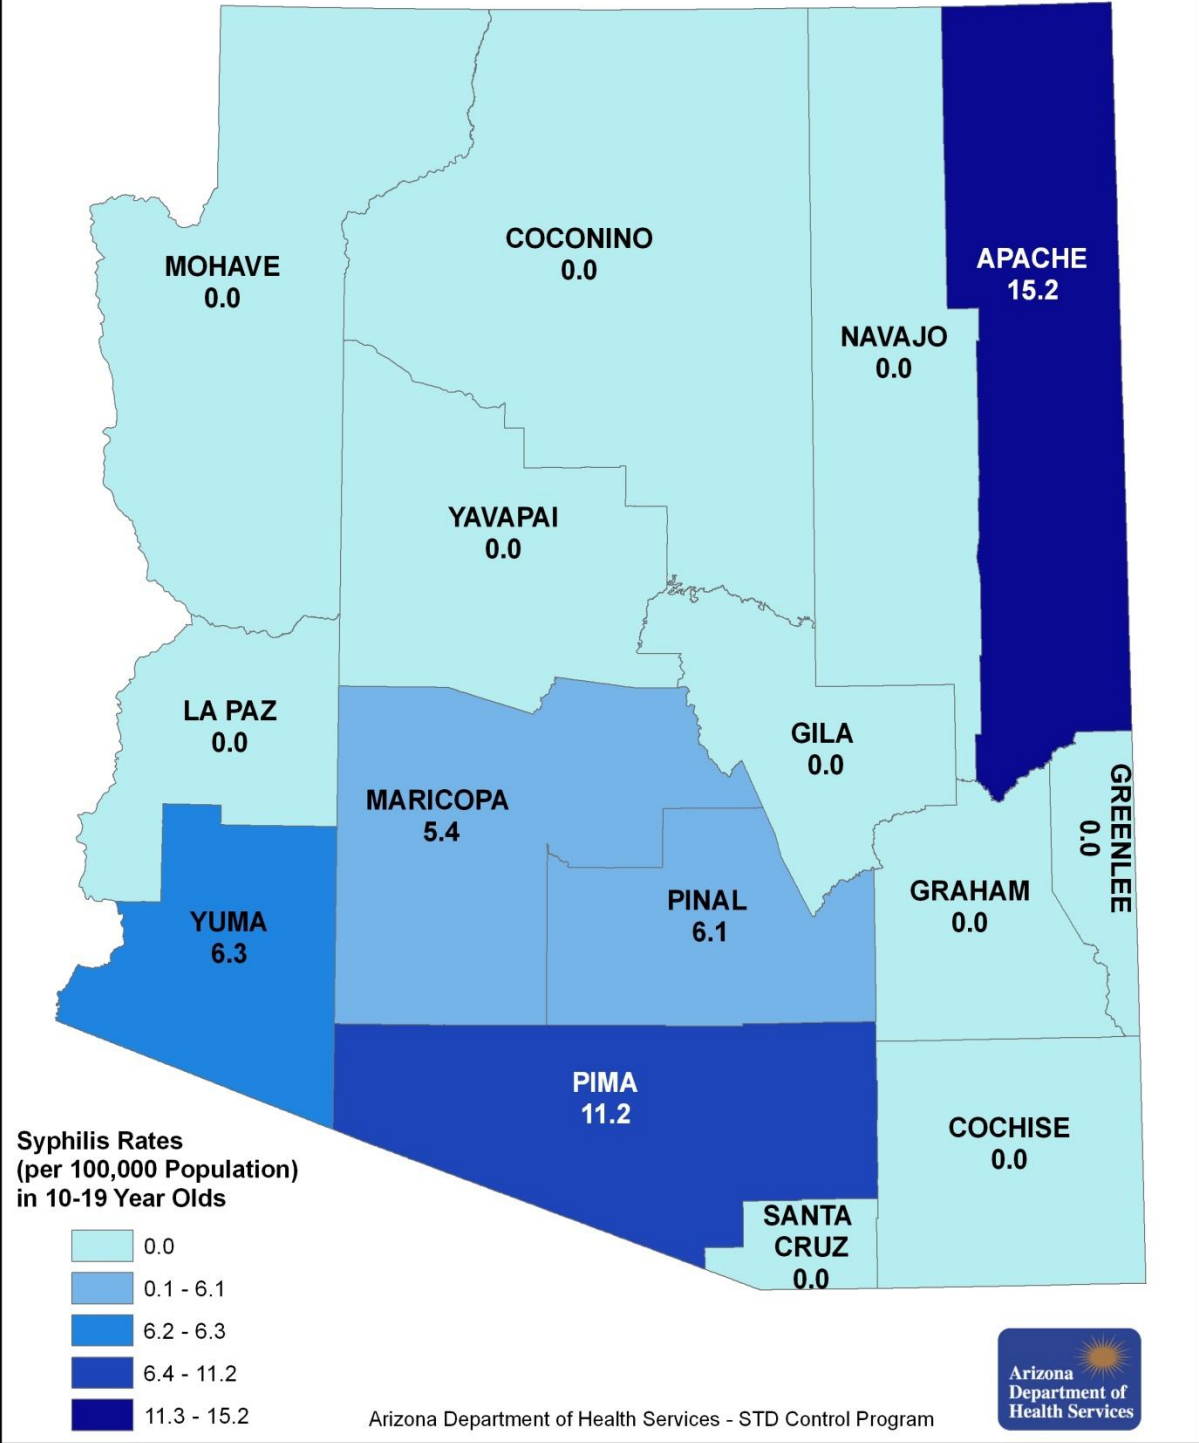 COCONINO
0.0
APACHE
15.2
MOHAVE
0.0
NAVAJO
0.0
YAVAPAI
0.0
LA PAZ
0.0
GILA
0.0
GREENLEE
0.0
MARICOPA
5.4
PINAL
6.1
GRAHAM
0.0
YUMA
6.3
PIMA
11.2
COCHISE
0.0
SANTA
CRUZ
0.0
Syphilis Rates
(per 100,000 Population)
in 10-19 Year Olds
0.0
0.1 - 6.1
6.2 - 6.3
6.4 - 11.2
11.3 - 15.2
Arizona Department of Health Services - STD Control Program
Arizona
Department of
Health Services